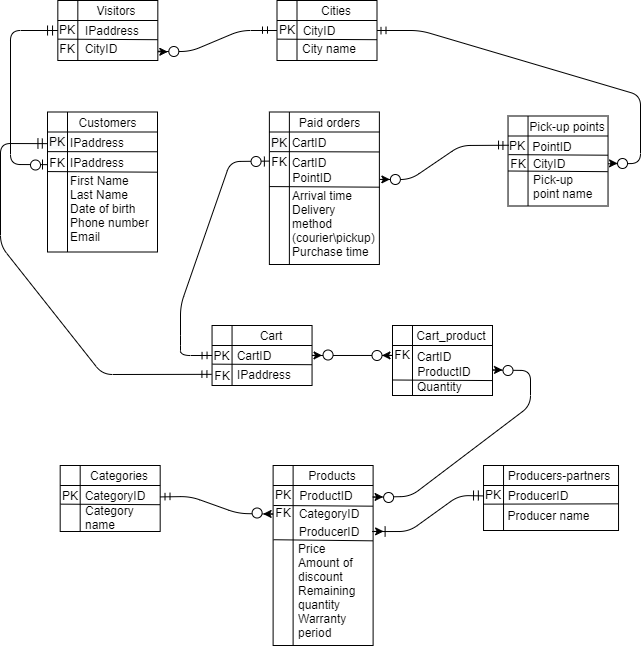 Visitors
PK IPaddress
FK CityID
Cities
PK CityID
City name
Customers
PK IPaddress
FK IPaddress
First Name
Last Name
Date of birth
Phone number
Email
Paid orders
PK CartID
FK CartID
PointID
Arrival time
Delivery
method
(courier\pickup)
Purchase time
Pick-up points
PK PointID
FK CityID
Pick-up
point name
Cart
PK CartID
FK IPaddress
Cart_product
FK CartID
ProductID
Quantity
Categories
PK CategoryID
Category
name
Products
PK ProductID
FK CategoryID
ProducerID
Price
Amount of
discount
Remaining
quantity
Warranty
period
Producers-partners
PK ProducerID
Producer name